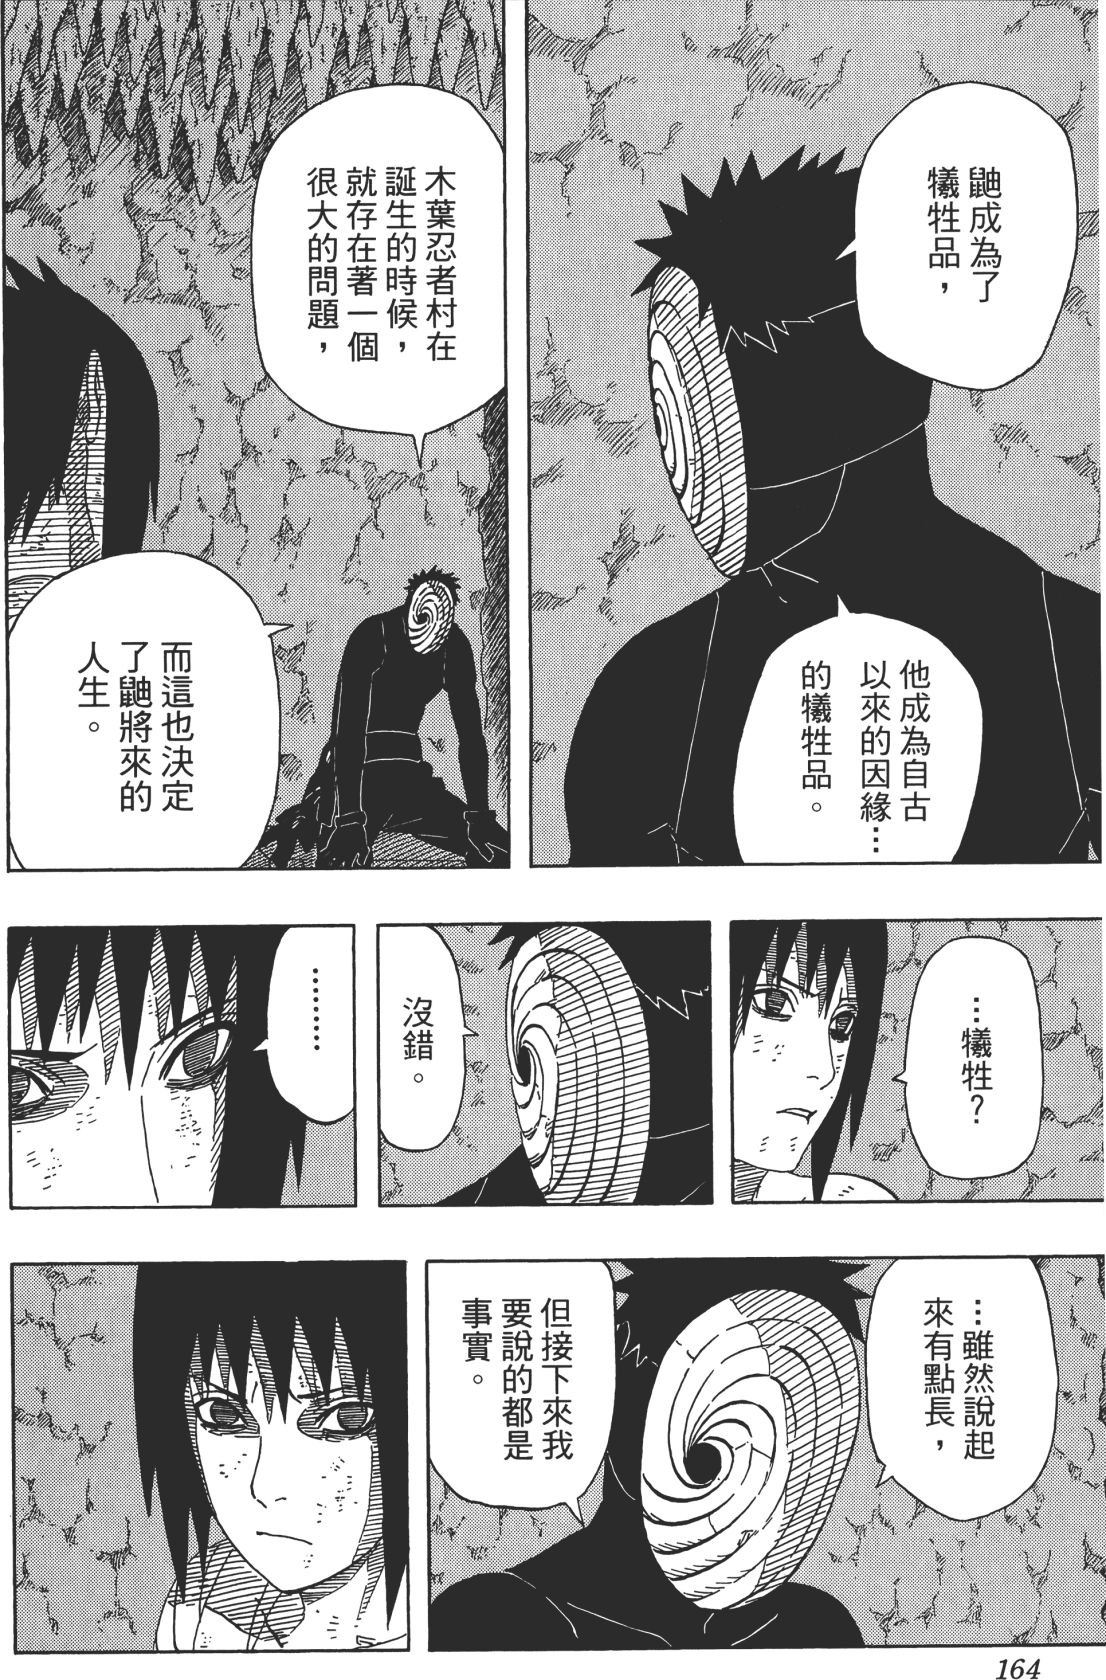 鼬成為了
犧牲品，
他成為自古
以來的因緣…
的犧牲品。
木葉忍者村在
誕生的時候，
就存在著一個
很大的問題，
而這也決定
了鼬將來的
人生。
…犧牲?
沒錯。
………
…雖然說起
來有點長，
但接下來我
要說的都是
事實。
164